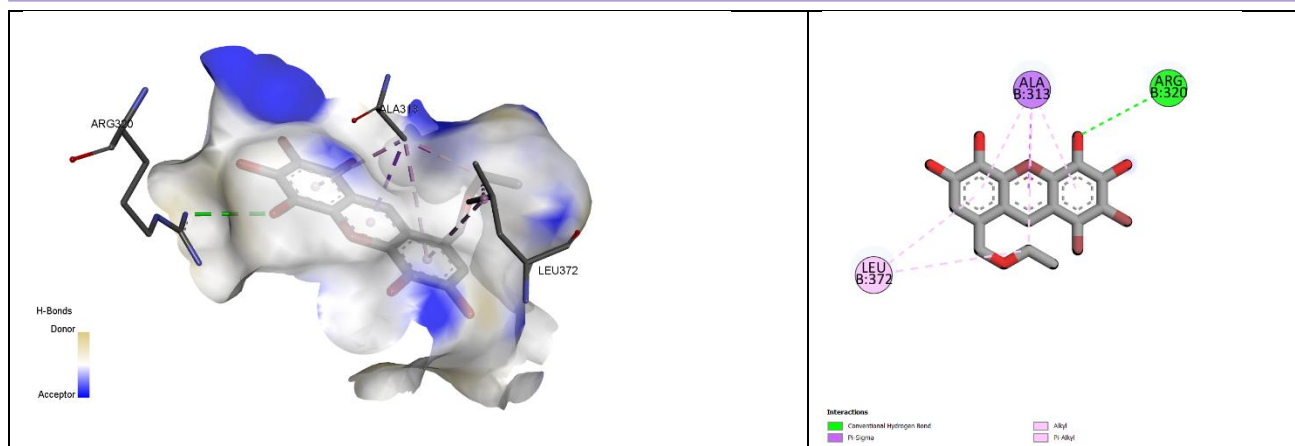 ARG320
ALA313
LEU372
H-Bonds
Donor
Acceptor
ALA
B:313
ARG
B:320
LEU
B:372
Interactions
Conventional Hydrogen Bond
Pi-Sigma
Alkyl
Pi-Alkyl